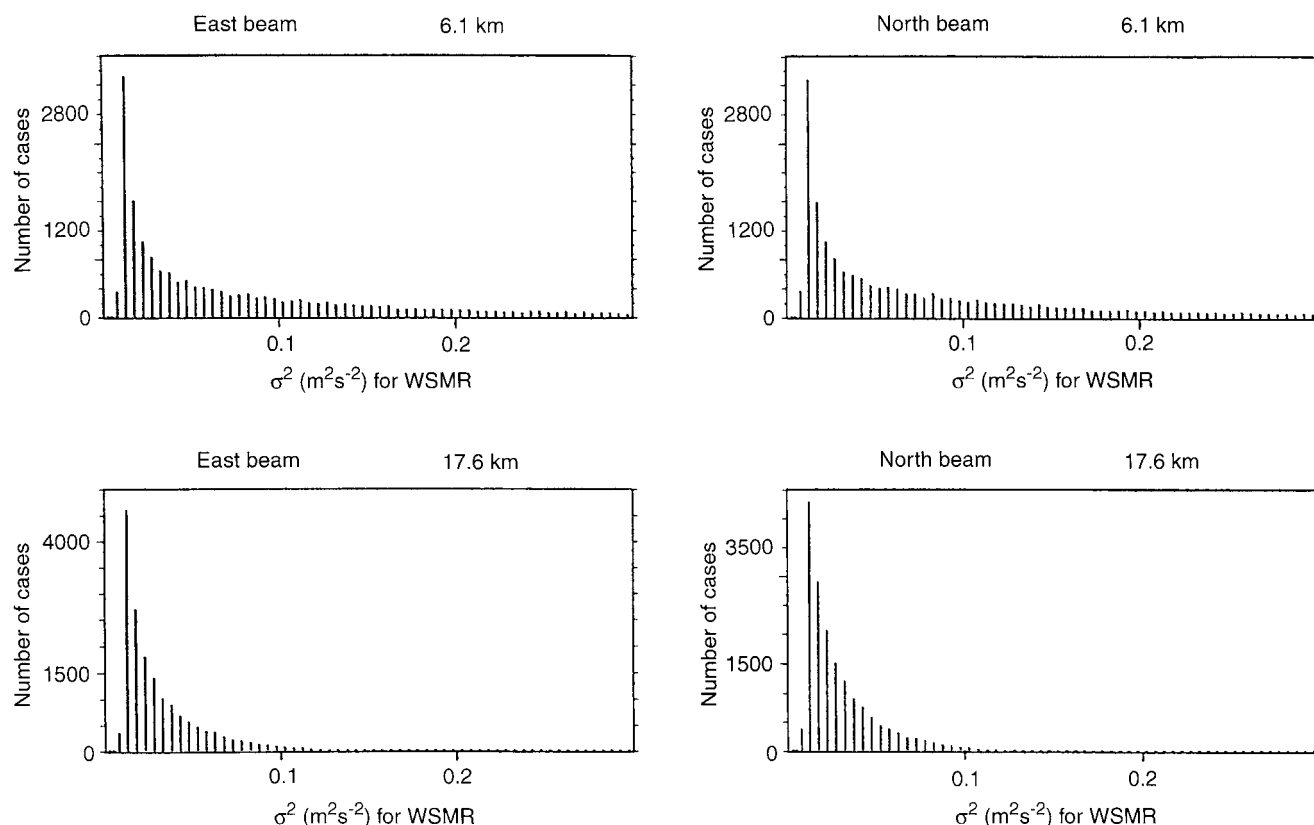 East beam 6.1 km
Number of cases
2800
1200
0
0.1 0.2
σ² (m²s⁻²) for WSMR
North beam 6.1 km
Number of cases
2800
1200
0
0.1 0.2
σ² (m²s⁻²) for WSMR
East beam 17.6 km
Number of cases
4000
1500
0
0.1 0.2
σ² (m²s⁻²) for WSMR
North beam 17.6 km
Number of cases
3500
1500
0
0.1 0.2
σ² (m²s⁻²) for WSMR